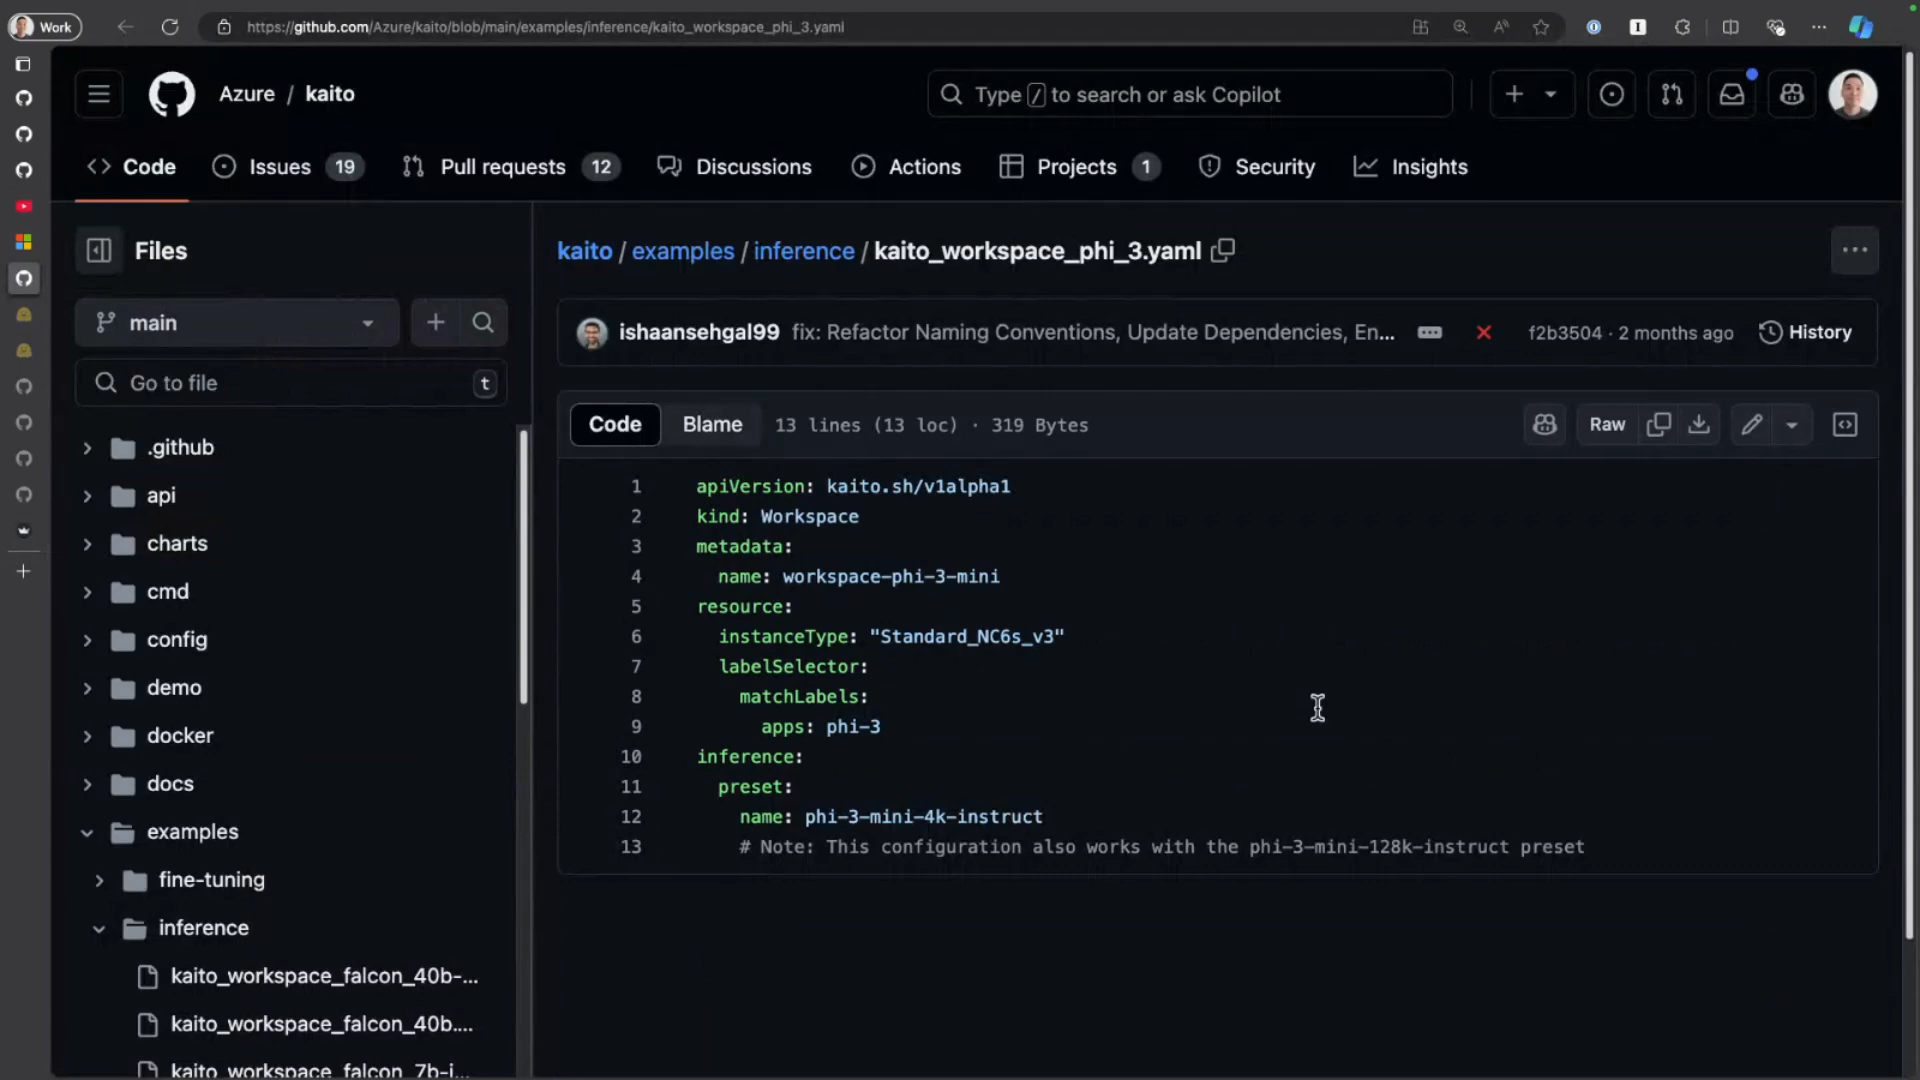 Work
https://github.com/Azure/kaito/blob/main/examples/inference/kaito_workspace_phi_3.yaml
Azure / kaito
Type / to search or ask Copilot
Code
Issues 19
Pull requests 12
Discussions
Actions
Projects 1
Security
Insights
Files
main
Go to file
t
.github
api
charts
cmd
config
demo
docker
docs
examples
fine-tuning
inference
kaito_workspace_falcon_40b-...
kaito_workspace_falcon_40b....
kaito_workspace_falcon_7b-i...
kaito / examples / inference / kaito_workspace_phi_3.yaml
ishaansehgal99 fix: Refactor Naming Conventions, Update Dependencies, En... f2b3504 · 2 months ago History
Code Blame 13 lines (13 loc) · 319 Bytes Raw
1 apiVersion: kaito.sh/v1alpha1
2 kind: Workspace
3 metadata:
4   name: workspace-phi-3-mini
5 resource:
6   instanceType: "Standard_NC6s_v3"
7   labelSelector:
8     matchLabels:
9       apps: phi-3
10 inference:
11   preset:
12     name: phi-3-mini-4k-instruct
13     # Note: This configuration also works with the phi-3-mini-128k-instruct preset